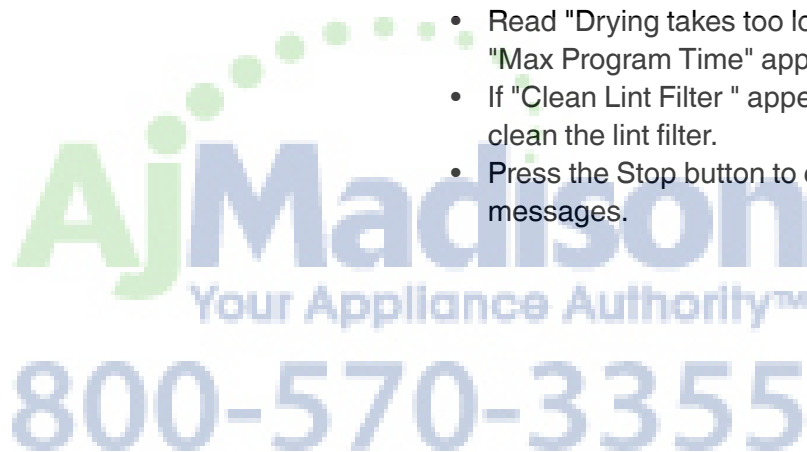 • Read "Drying takes too lo
"Max Program Time" app
• If "Clean Lint Filter " appe
clean the lint filter.
• Press the Stop button to
messages.
AjMadison
Your Appliance Authority™
800-570-3355